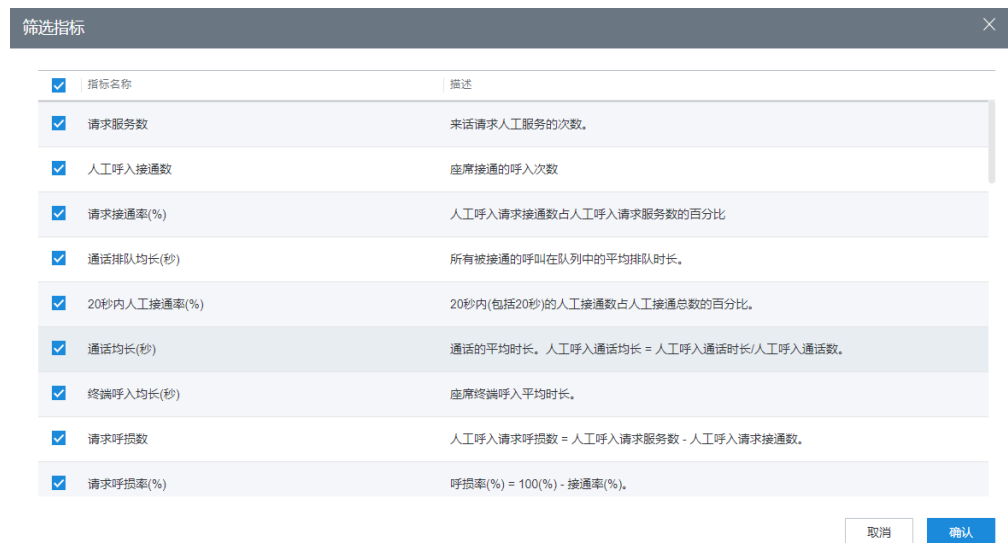 筛选指标
指标名称 描述
请求服务数 来话请求人工服务的次数。
人工呼入接通数 座席接通的呼入次数
请求接通率(%) 人工呼入请求接通数占人工呼入请求服务数的百分比
通话排队均长(秒) 所有被接通的呼叫在队列中的平均排队时长。
20秒内人工接通率(%) 20秒内(包括20秒)的人工接通数占人工接通总数的百分比。
通话均长(秒) 通话的平均时长。人工呼入通话均长 = 人工呼入通话时长/人工呼入通话数。
终端呼入均长(秒) 座席终端呼入平均时长。
请求呼损数 人工呼入请求呼损数 = 人工呼入请求服务数 - 人工呼入请求接通数。
请求呼损率(%) 呼损率(%) = 100(%) - 接通率(%)。
取消 确认